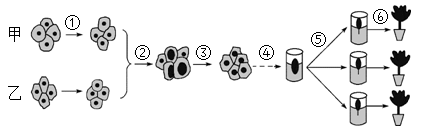 甲 ① ② ③ ④ ⑤ ⑥
乙